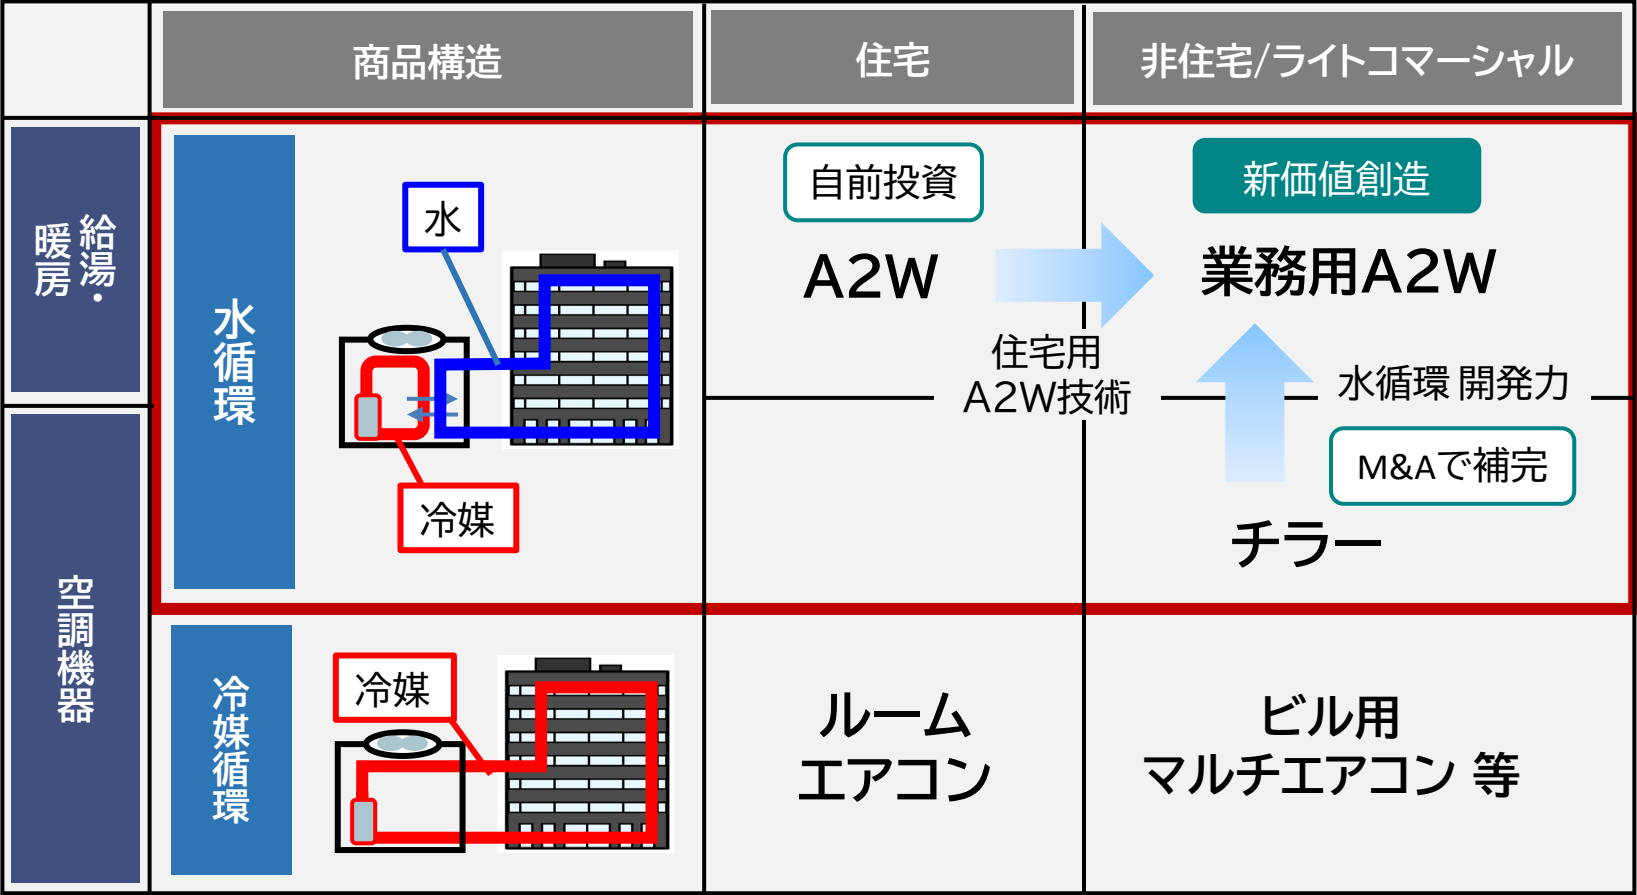 商品構造
住宅
非住宅/ライトコマーシャル
給湯・
暖房
水循環
水
冷媒
自前投資
A2W
住宅用
A2W技術
新価値創造
業務用A2W
水循環 開発力
M&Aで補完
チラー
空調機器
冷媒循環
冷媒
ルーム
エアコン
ビル用
マルチエアコン 等